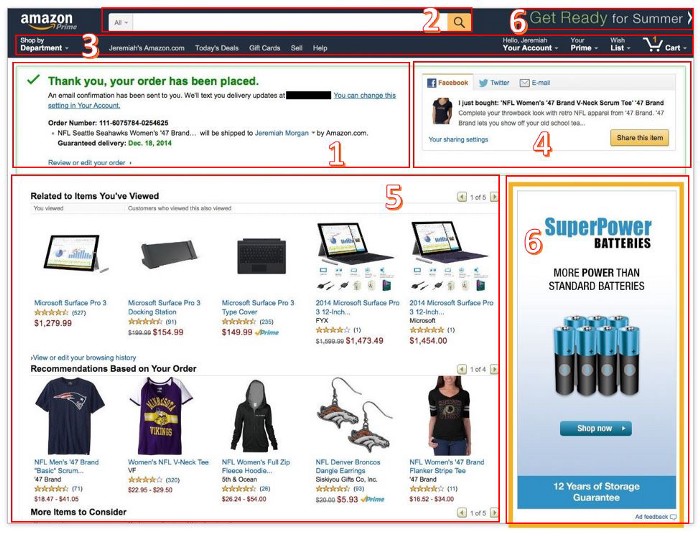 amazon
Prime
All
2
6
Get Ready for Summer
Shop by
Department
3
Jeremiah's Amazon.com Today's Deals Gift Cards Sell Help
Hello, Jeremiah
Your Account
Your
Prime
Wish
List
1
Cart
Thank you, your order has been placed.
An email confirmation has been sent to you. We'll text you delivery updates at You can change this
setting in Your Account.
Order Number: 111-6075764-0254625
• NFL Seattle Seahawks Women's '47 Brand... will be shipped to Jeremiah Morgan by Amazon.com.
Guaranteed delivery: Dec. 18, 2014
1
Review or edit your order
Facebook Twitter E-mail
I just bought: 'NFL Women's '47 Brand V-Neck Scrum Tee' '47 Brand
Complete your throwback look with retro NFL apparel from '47 Brand. '47
Brand lets you show off your old school tee...
Your sharing settings
4
Share this item
5
Related to Items You've Viewed
1 of 5
You viewed
Customers who viewed this also viewed
Microsoft Surface Pro 3
(527)
$1,279.99
Microsoft Surface Pro 3
Docking Station
(91)
$199.99 $154.99
Microsoft Surface Pro 3
Type Cover
(235)
$149.99 Prime
2014 Microsoft Surface Pro
3 12-Inch...
FYX
(1)
$1,599.99 $1,473.49
2014 Microsoft Surface Pro
3 12-Inch...
Microsoft
(1)
$1,454.00
View or edit your browsing history
Recommendations Based on Your Order
1 of 4
NFL Men's '47 Brand
"Basic" Scrum...
'47 Brand
(71)
$18.47 - $41.05
Women's NFL V-Neck Tee
VF
(320)
$22.95 - $29.50
NFL Women's Full Zip
Fleece Hoodie...
5th & Ocean
(28)
$26.24 - $54.00
NFL Denver Broncos
Dangle Earrings
Siskiyou Gifts Co, Inc.
(93)
$20.00 $5.93 Prime
NFL Women's '47 Brand
Flanker Stripe Tee
'47 Brand
(11)
$16.52 - $34.00
More Items to Consider
1 of 5
SuperPower
BATTERIES
6
MORE POWER THAN
STANDARD BATTERIES
Shop now
12 Years of Storage
Guarantee
Ad feedback